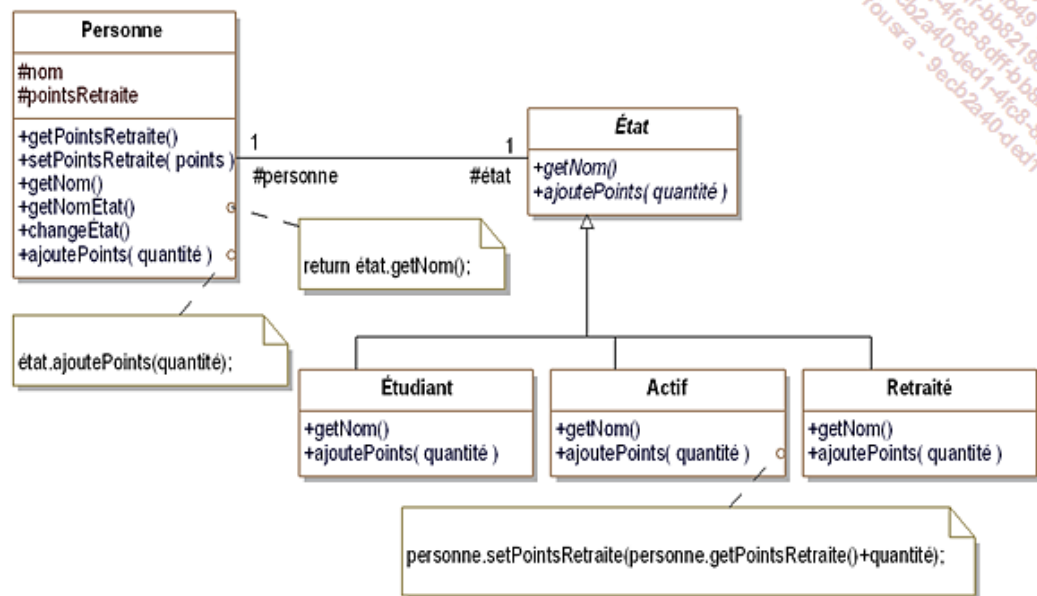 Personne
#nom
#pointsRetraite
+getPointsRetraite()
+setPointsRetraite( points )
+getNom()
+getNomÉtat()
+changeÉtat()
+ajoutePoints( quantité )
1
#personne
1
#état
État
+getNom()
+ajoutePoints( quantité )
return état.getNom();
état.ajoutePoints(quantité);
Étudiant
+getNom()
+ajoutePoints( quantité )
Actif
+getNom()
+ajoutePoints( quantité )
Retraité
+getNom()
+ajoutePoints( quantité )
personne.setPointsRetraite(personne.getPointsRetraite()+quantité);